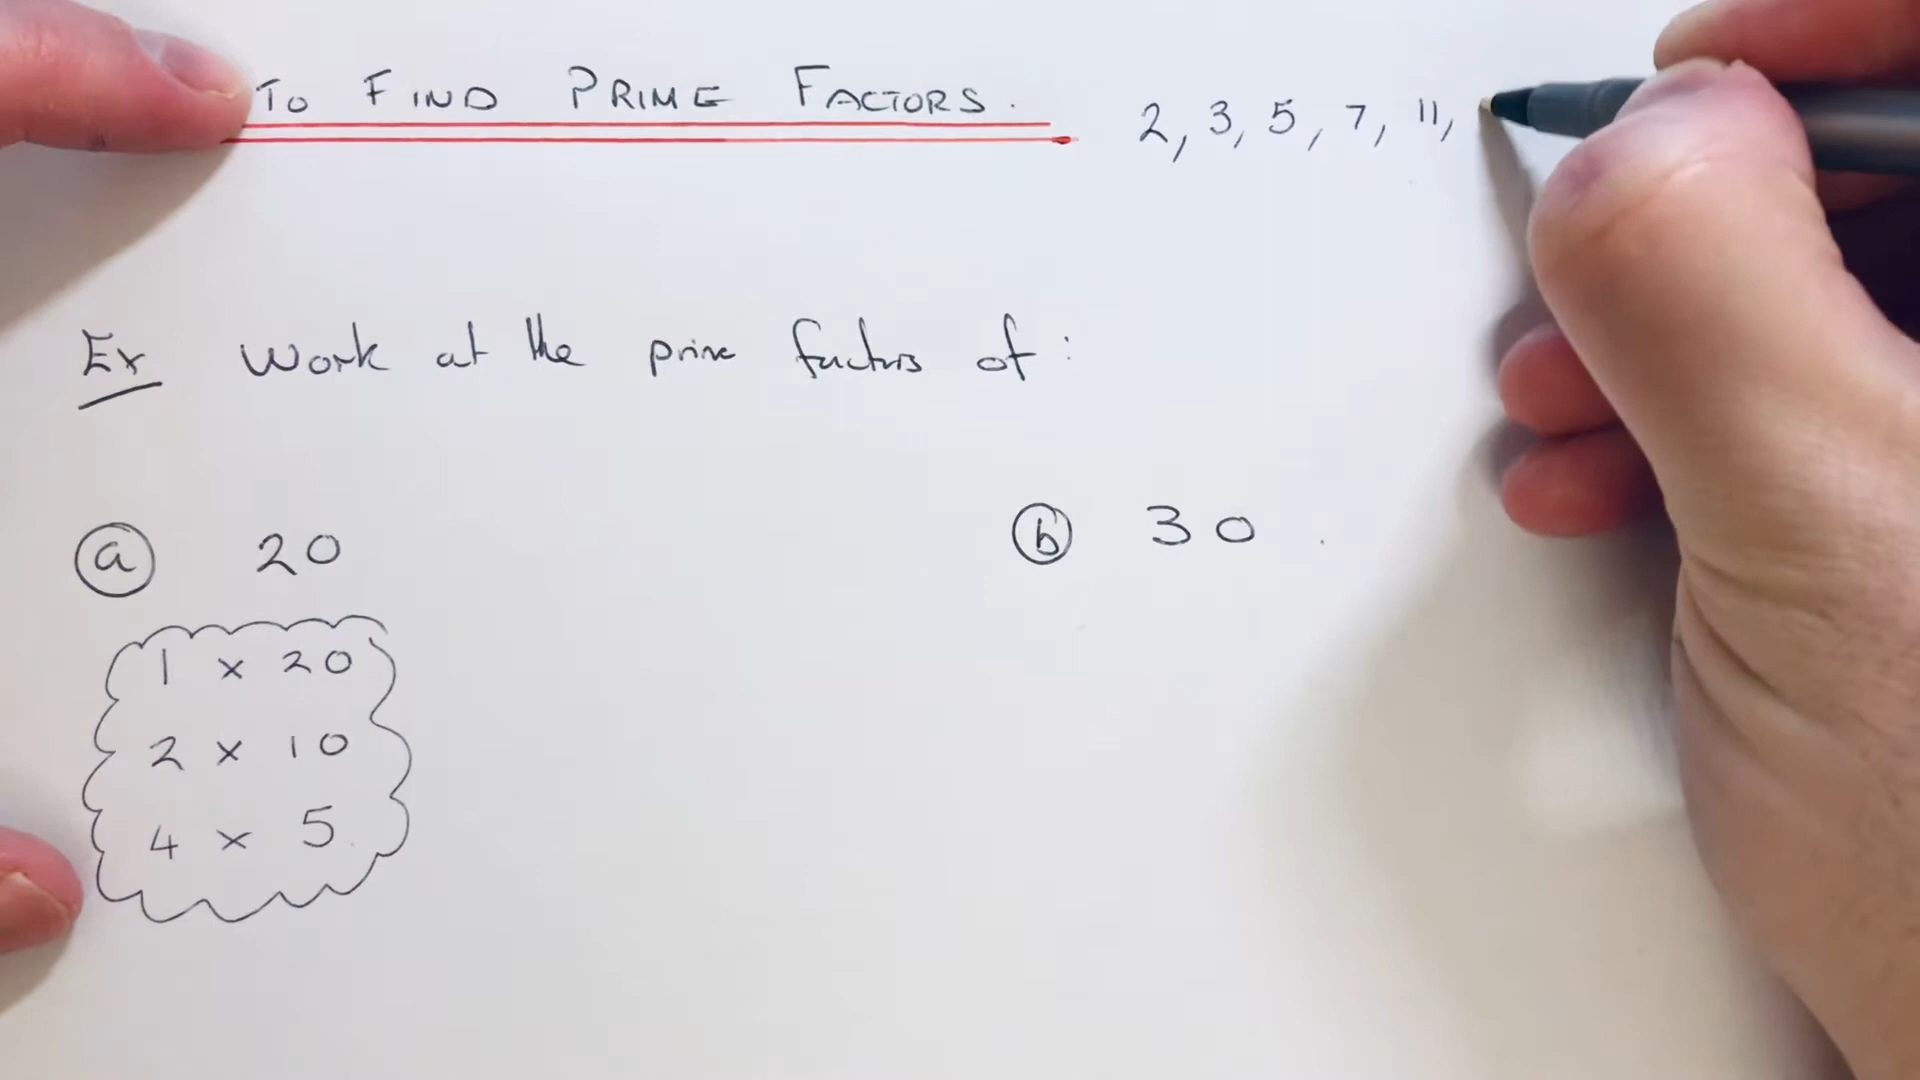 TO FIND PRIME FACTORS.
2, 3, 5, 7, 11,
Ex Work out the prime factors of:
a 20
b 30
1 x 20
2 x 10
4 x 5